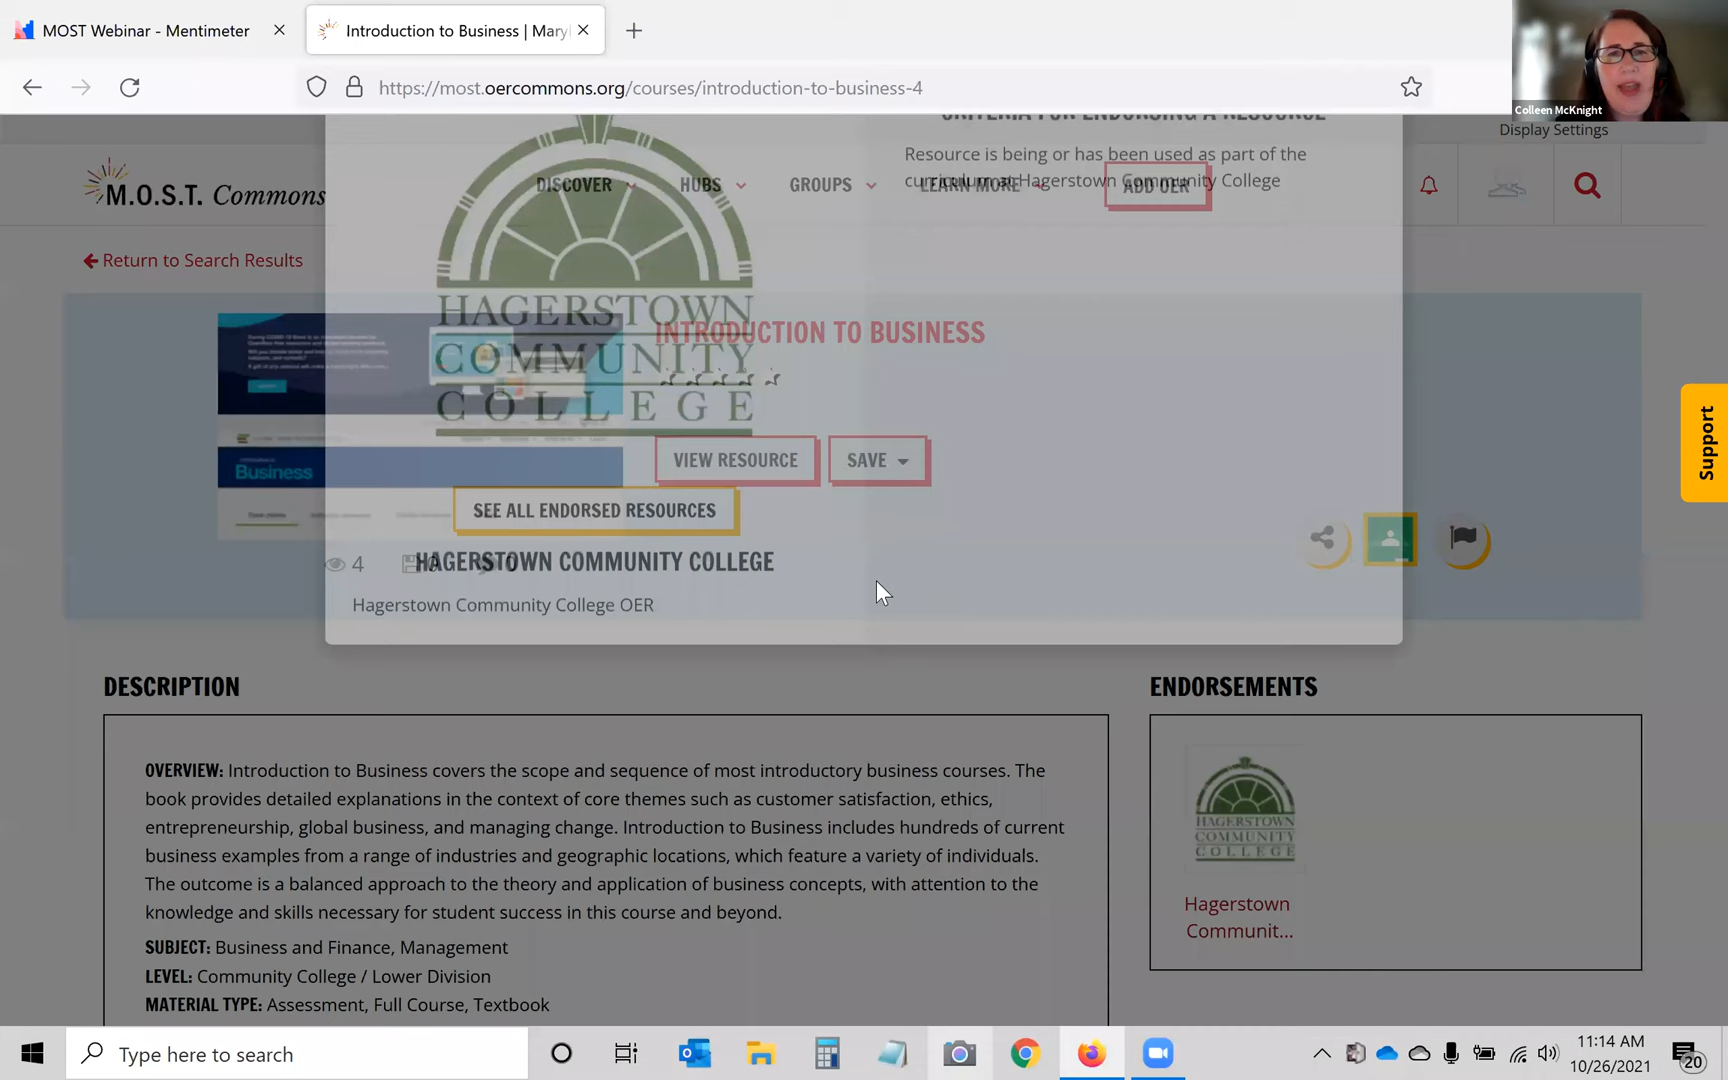 MOST Webinar - Mentimeter
Introduction to Business | Mary
https://most.oercommons.org/courses/introduction-to-business-4
Colleen McKnight
Display Settings
CRITERIA FOR ENDORSING A RESOURCE
Resource is being or has been used as part of the
curriculum at Hagerstown Community College
M.O.S.T. Commons
DISCOVER
HUBS
GROUPS
LEARN MORE
ADD OER
Return to Search Results
HAGERSTOWN
COMMUNITY
COLLEGE
INTRODUCTION TO BUSINESS
Business
VIEW RESOURCE
SAVE
SEE ALL ENDORSED RESOURCES
4
0
HAGERSTOWN COMMUNITY COLLEGE
Hagerstown Community College OER
Support
DESCRIPTION
OVERVIEW: Introduction to Business covers the scope and sequence of most introductory business courses. The
book provides detailed explanations in the context of core themes such as customer satisfaction, ethics,
entrepreneurship, global business, and managing change. Introduction to Business includes hundreds of current
business examples from a range of industries and geographic locations, which feature a variety of individuals.
The outcome is a balanced approach to the theory and application of business concepts, with attention to the
knowledge and skills necessary for student success in this course and beyond.
SUBJECT: Business and Finance, Management
LEVEL: Community College / Lower Division
MATERIAL TYPE: Assessment, Full Course, Textbook
ENDORSEMENTS
HAGERSTOWN
COMMUNITY
COLLEGE
Hagerstown
Communit...
Type here to search
11:14 AM
10/26/2021
20